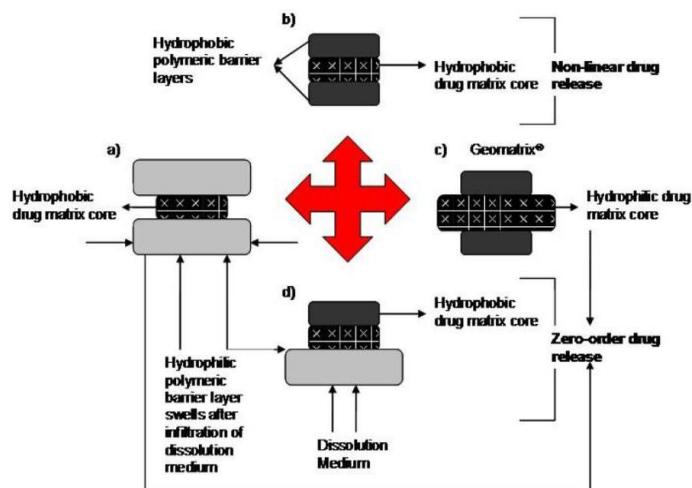 b)
Hydrophobic
polymeric barrier
layers
Hydrophobic
drug matrix core
Non-linear drug
release
a)
Hydrophobic
drug matrix core
c)
Geomatrix®
Hydrophilic drug
matrix core
d)
Hydrophobic
drug matrix core
Zero-order drug
release
Hydrophilic
polymeric
barrier layer
swells after
infiltration of
dissolution
medium
Dissolution
Medium